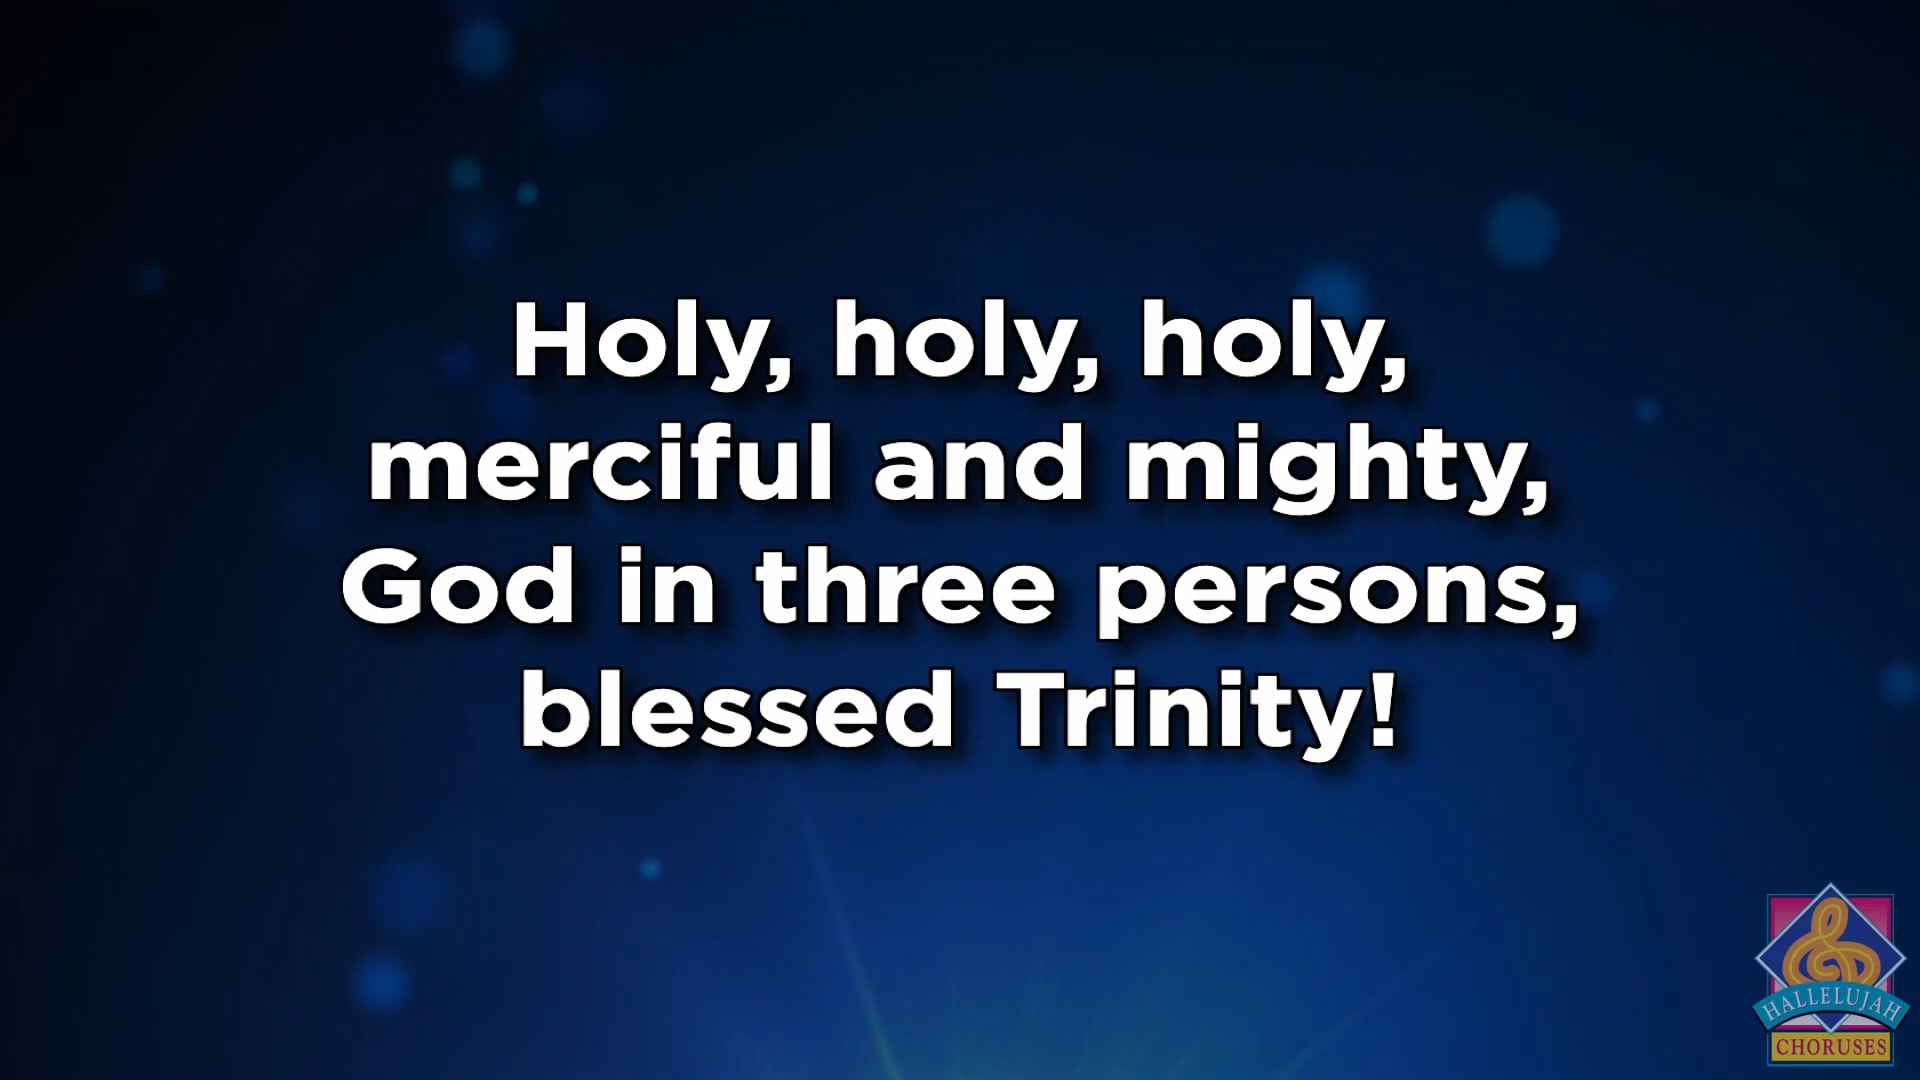 Holy, holy, holy,
merciful and mighty,
God in three persons,
blessed Trinity!
HALLELUJAH
CHORUSES